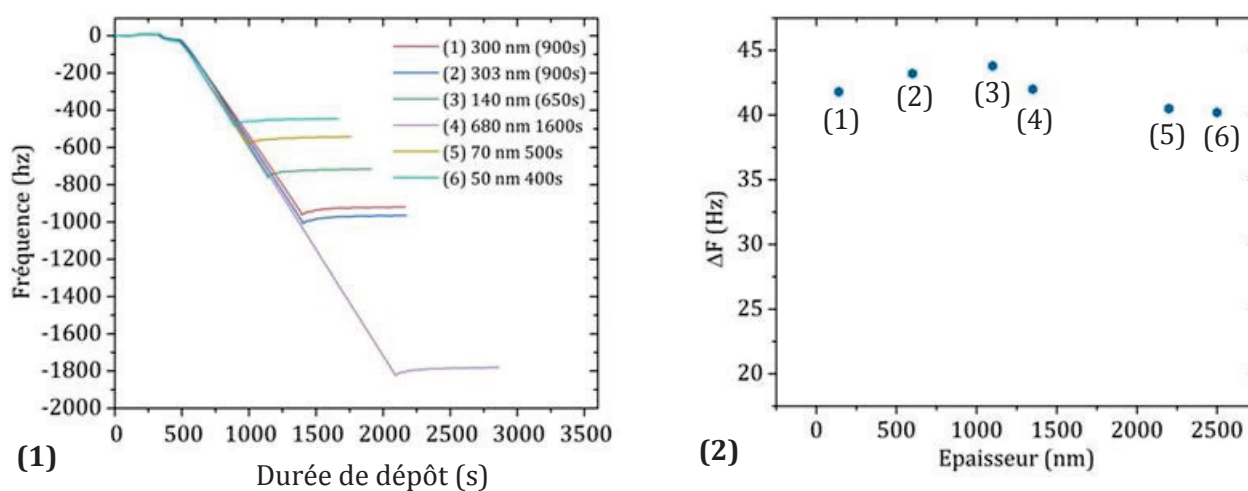 0
-200
-400
-600
-800
-1000
-1200
-1400
-1600
-1800
-2000
Fréquence (hz)
(1) 300 nm (900s)
(2) 303 nm (900s)
(3) 140 nm (650s)
(4) 680 nm 1600s
(5) 70 nm 500s
(6) 50 nm 400s
0 500 1000 1500 2000 2500 3000 3500
Durée de dépôt (s)
(1)
45
40
35
30
25
20
ΔF (Hz)
(1) (2) (3) (4) (5) (6)
0 500 1000 1500 2000 2500
Epaisseur (nm)
(2)